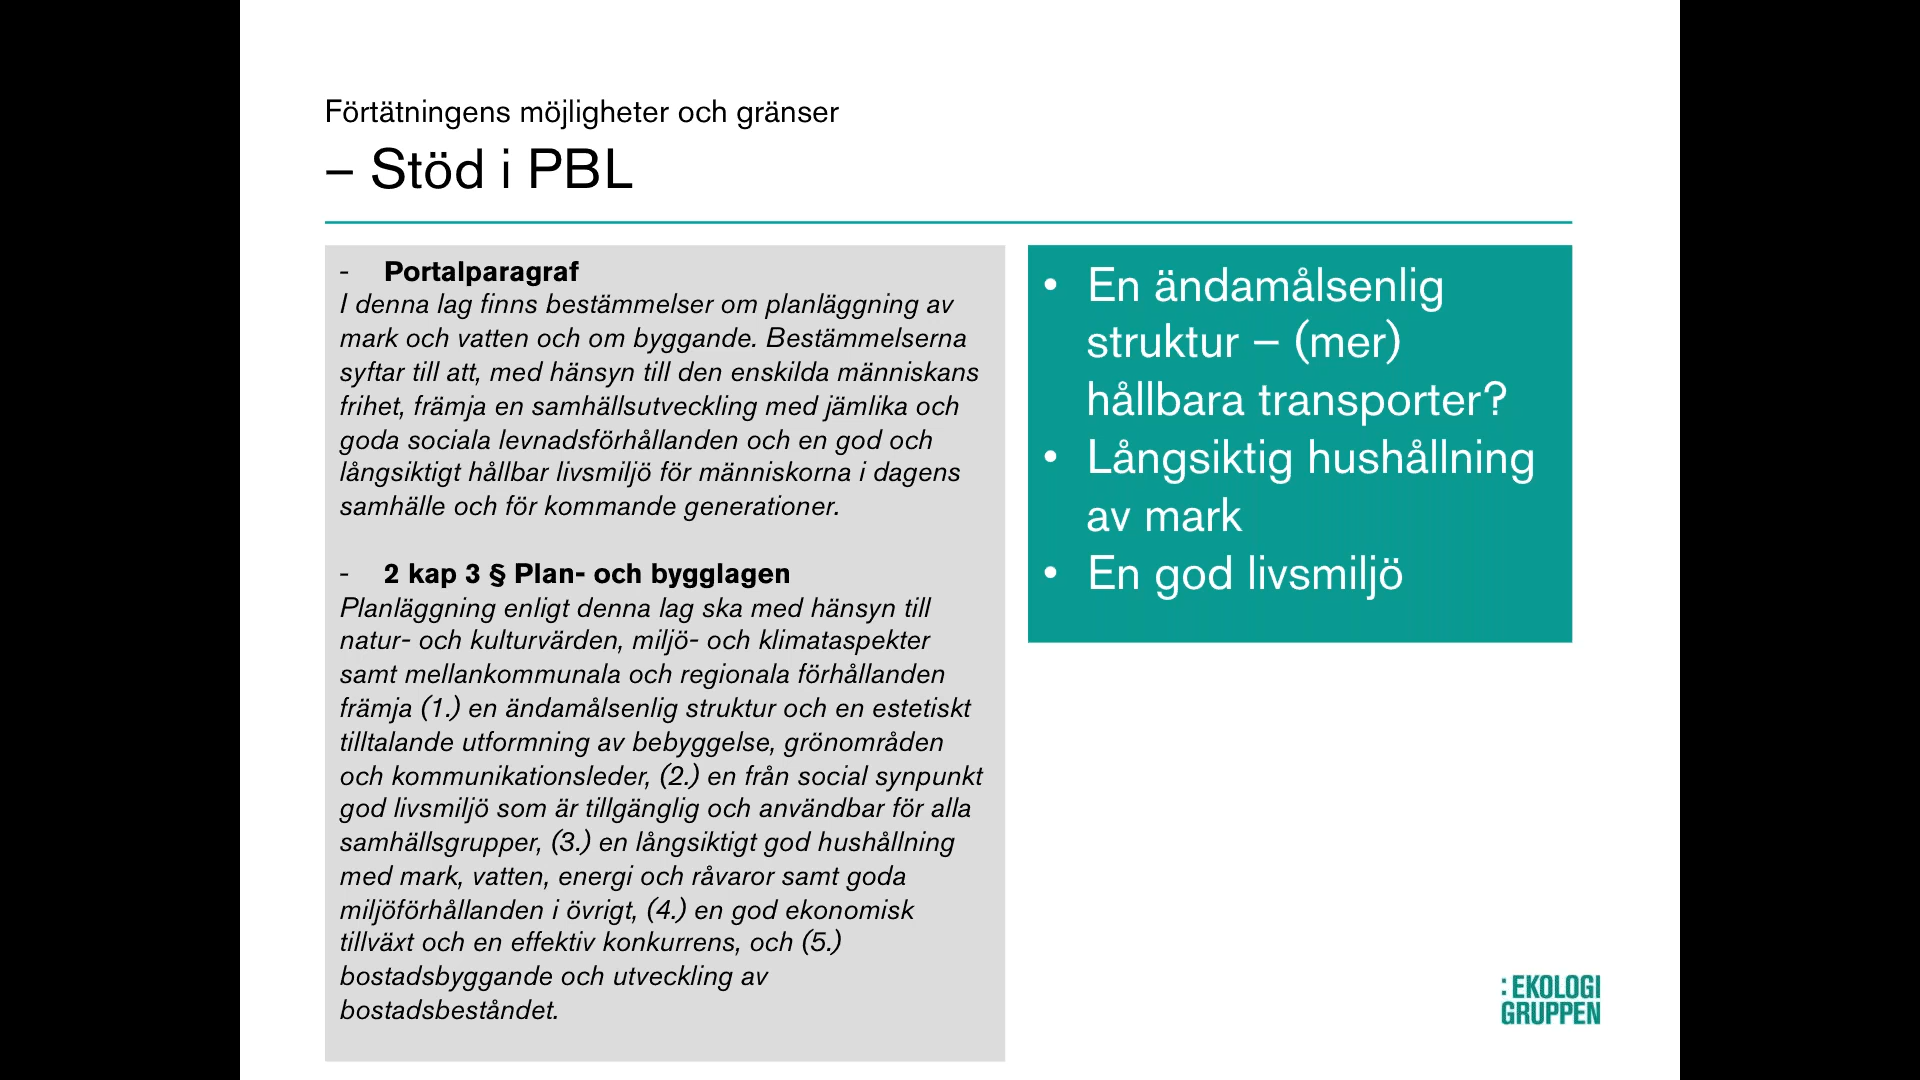 Förtätningens möjligheter och gränser
– Stöd i PBL
- Portalparagraf
I denna lag finns bestämmelser om planläggning av
mark och vatten och om byggande. Bestämmelserna
syftar till att, med hänsyn till den enskilda människans
frihet, främja en samhällsutveckling med jämlika och
goda sociala levnadsförhållanden och en god och
långsiktigt hållbar livsmiljö för människorna i dagens
samhälle och för kommande generationer.
- 2 kap 3 § Plan- och bygglagen
Planläggning enligt denna lag ska med hänsyn till
natur- och kulturvärden, miljö- och klimataspekter
samt mellankommunala och regionala förhållanden
främja (1.) en ändamålsenlig struktur och en estetiskt
tilltalande utformning av bebyggelse, grönområden
och kommunikationsleder, (2.) en från social synpunkt
god livsmiljö som är tillgänglig och användbar för alla
samhällsgrupper, (3.) en långsiktigt god hushållning
med mark, vatten, energi och råvaror samt goda
miljöförhållanden i övrigt, (4.) en god ekonomisk
tillväxt och en effektiv konkurrens, och (5.)
bostadsbyggande och utveckling av
bostadsbeståndet.
• En ändamålsenlig
struktur – (mer)
hållbara transporter?
• Långsiktig hushållning
av mark
• En god livsmiljö
:EKOLOGI
GRUPPEN